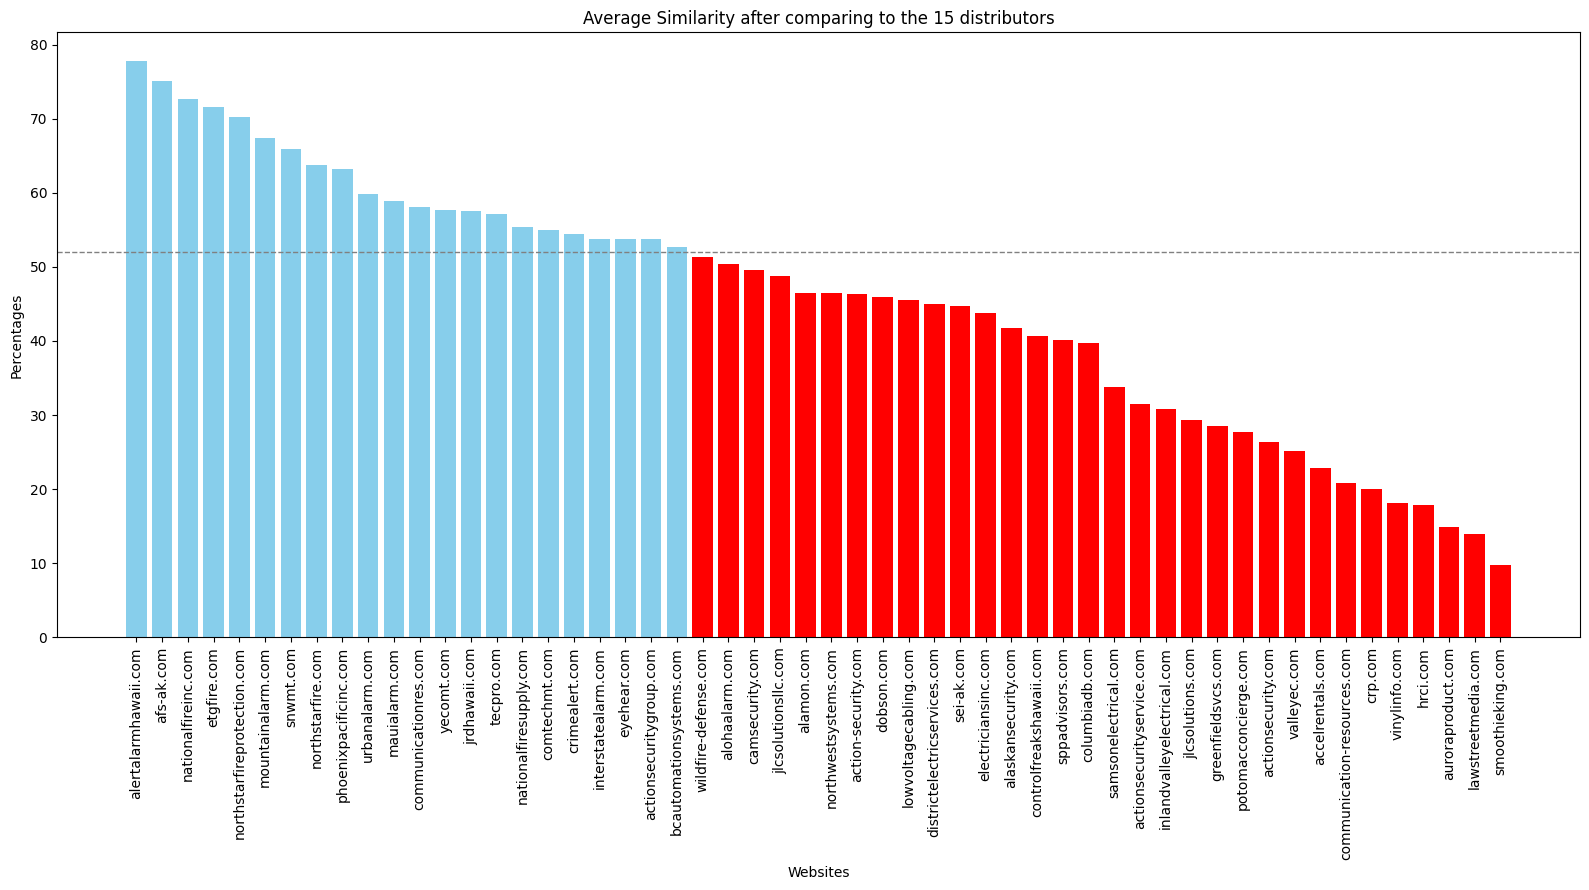 Average Similarity after comparing to the 15 distributors
Percentages
80
70
60
50
40
30
20
10
0
alertalarmhawaii.com
afs-ak.com
nationalfireinc.com
etgfire.com
northstarfireprotection.com
mountainalarm.com
snwmt.com
northstarfire.com
phoenixpacificinc.com
urbanalarm.com
mauialarm.com
communicationres.com
yecomt.com
jrdhawaii.com
tecpro.com
nationalfiresupply.com
comtechmt.com
crimealert.com
interstatealarm.com
eyehear.com
actionsecuritygroup.com
bcautomationsystems.com
wildfire-defense.com
alohaalarm.com
camsecurity.com
jlcsolutionsllc.com
alamon.com
northwestsystems.com
action-security.com
dobson.com
lowvoltagecabling.com
districtelectricservices.com
sei-ak.com
electriciansinc.com
alaskansecurity.com
controlfreakshawaii.com
sppadvisors.com
columbiadb.com
samsonelectrical.com
actionsecurityservice.com
inlandvalleyelectrical.com
jlcsolutions.com
greenfieldsvcs.com
potomacconcierge.com
actionsecurity.com
valleyec.com
accelrentals.com
communication-resources.com
crp.com
vinylinfo.com
hrci.com
auroraproduct.com
lawstreetmedia.com
smoothieking.com
Websites